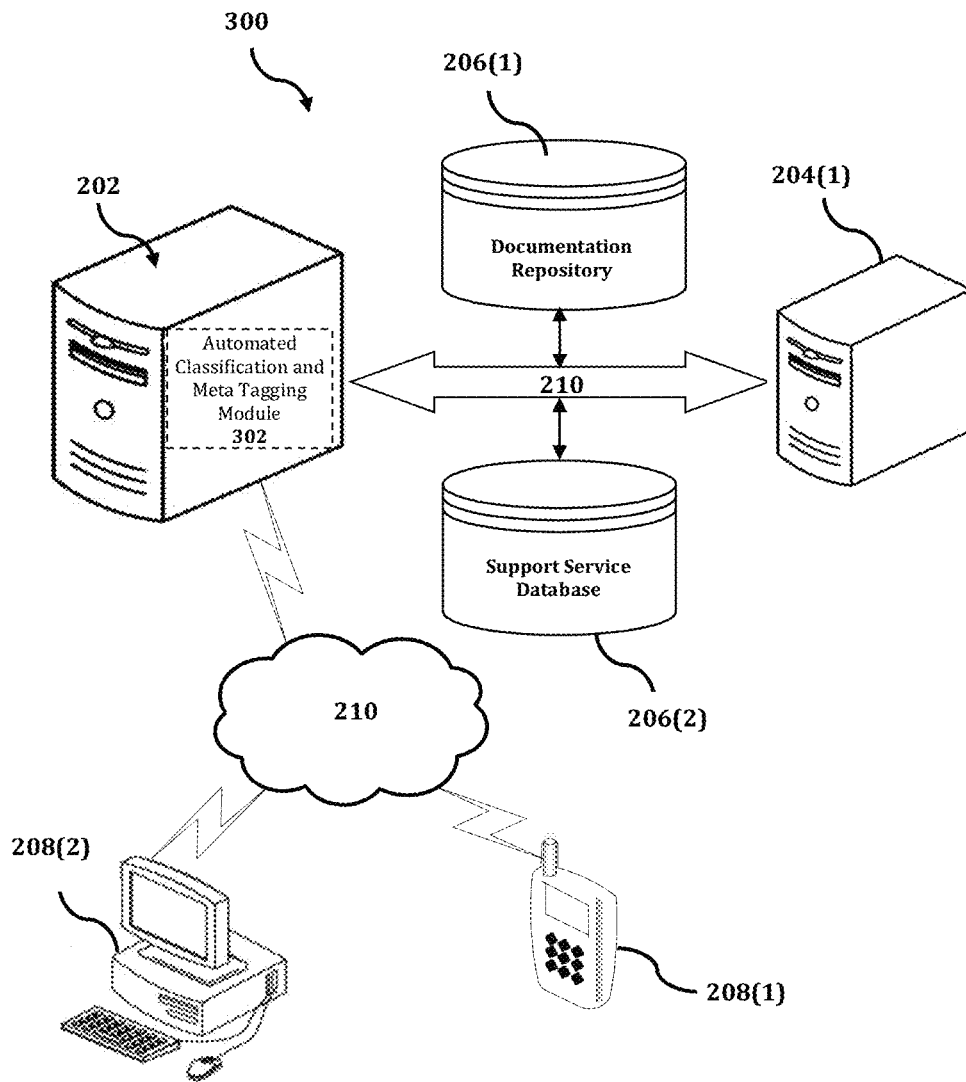 300
206(1)
202
204(1)
Documentation
Repository
Automated
Classification and
Meta Tagging
Module
302
210
Support Service
Database
206(2)
210
208(2)
208(1)